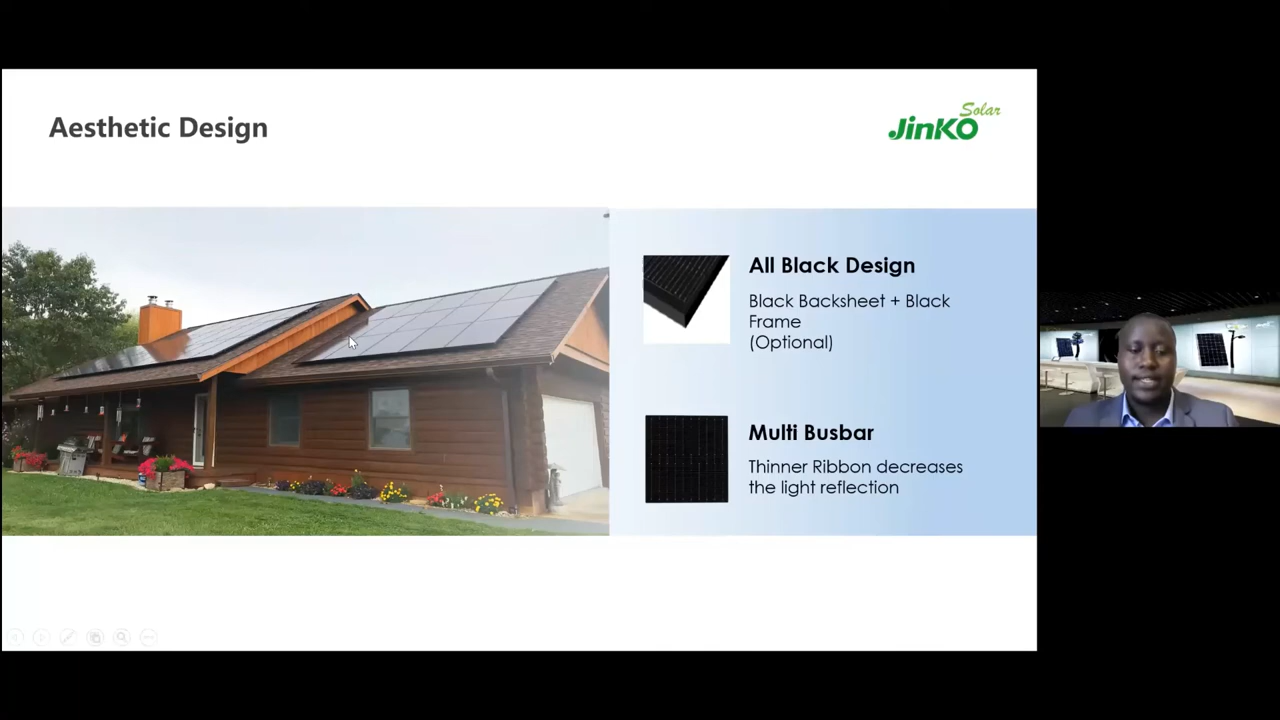 Aesthetic Design
Solar
JinKO
All Black Design
Black Backsheet + Black
Frame
(Optional)
Multi Busbar
Thinner Ribbon decreases
the light reflection